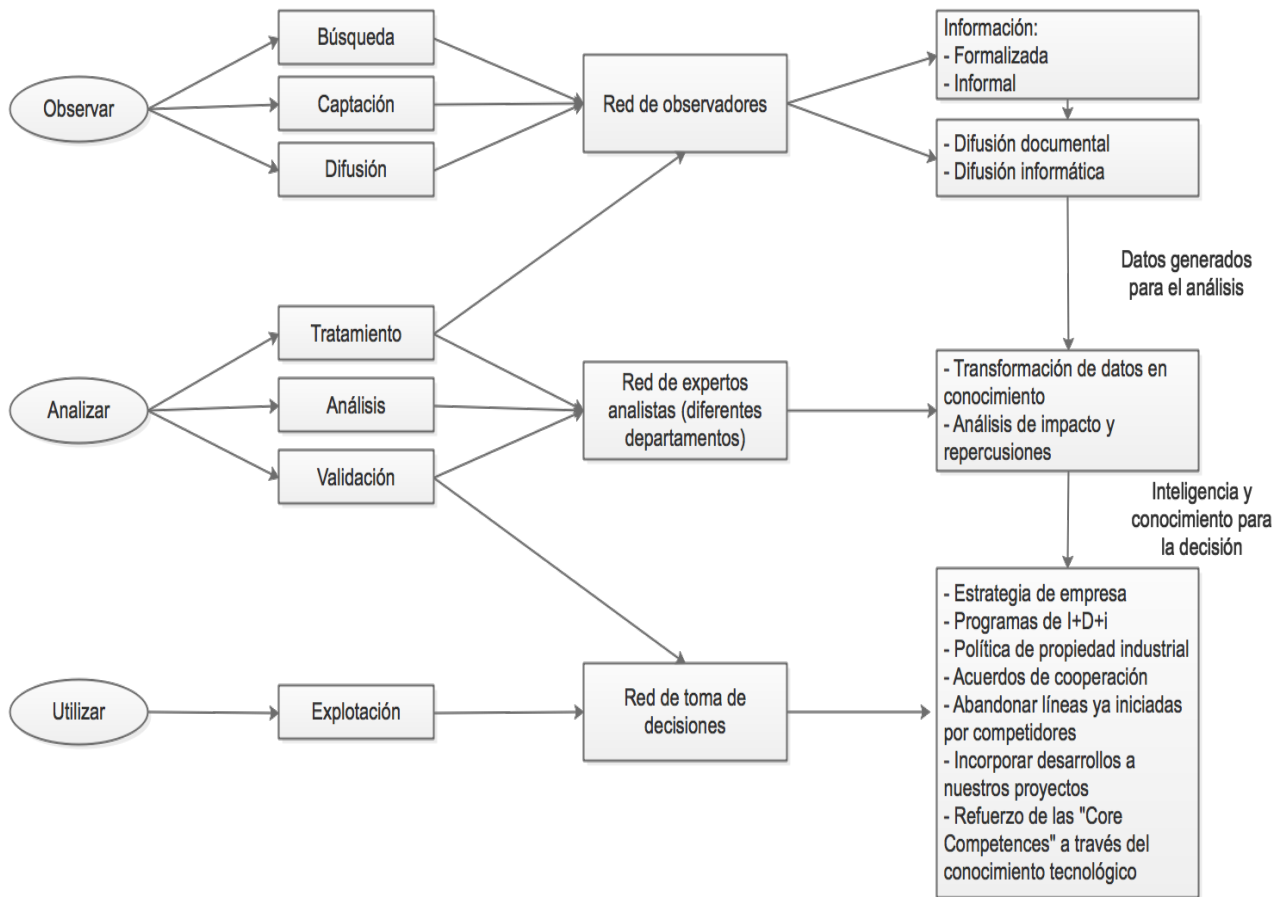 Observar
Búsqueda
Captación
Difusión
Red de observadores
Información:
- Formalizada
- Informal
- Difusión documental
- Difusión informática
Datos generados
para el análisis
Analizar
Tratamiento
Análisis
Validación
Red de expertos
analistas (diferentes
departamentos)
- Transformación de datos en
conocimiento
- Análisis de impacto y
repercusiones
Inteligencia y
conocimiento para
la decisión
Utilizar
Explotación
Red de toma de
decisiones
- Estrategia de empresa
- Programas de I+D+i
- Política de propiedad industrial
- Acuerdos de cooperación
- Abandonar líneas ya iniciadas
por competidores
- Incorporar desarrollos a
nuestros proyectos
- Refuerzo de las "Core
Competences" a través del
conocimiento tecnológico